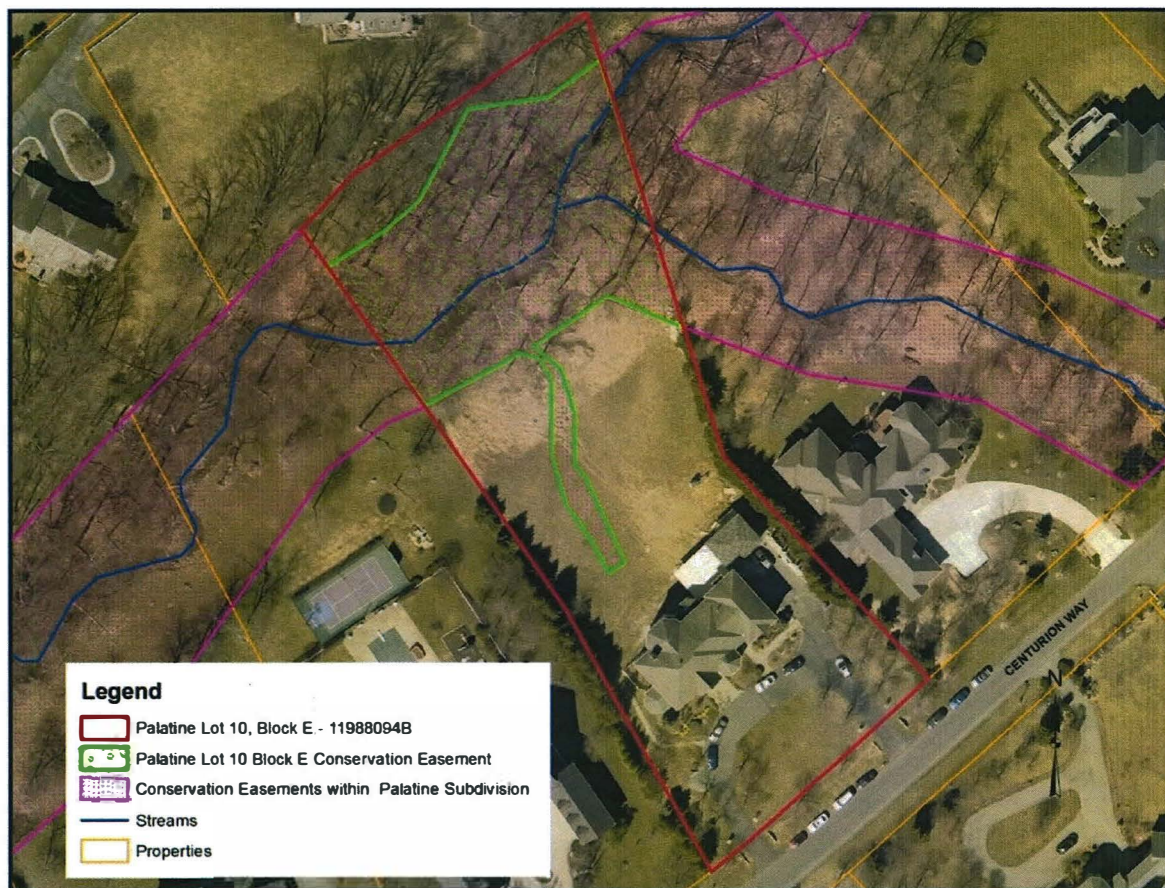 CENTURION WAY
Legend
Palatine Lot 10, Block E - 11988094B
Palatine Lot 10 Block E Conservation Easement
Conservation Easements within Palatine Subdivision
Streams
Properties